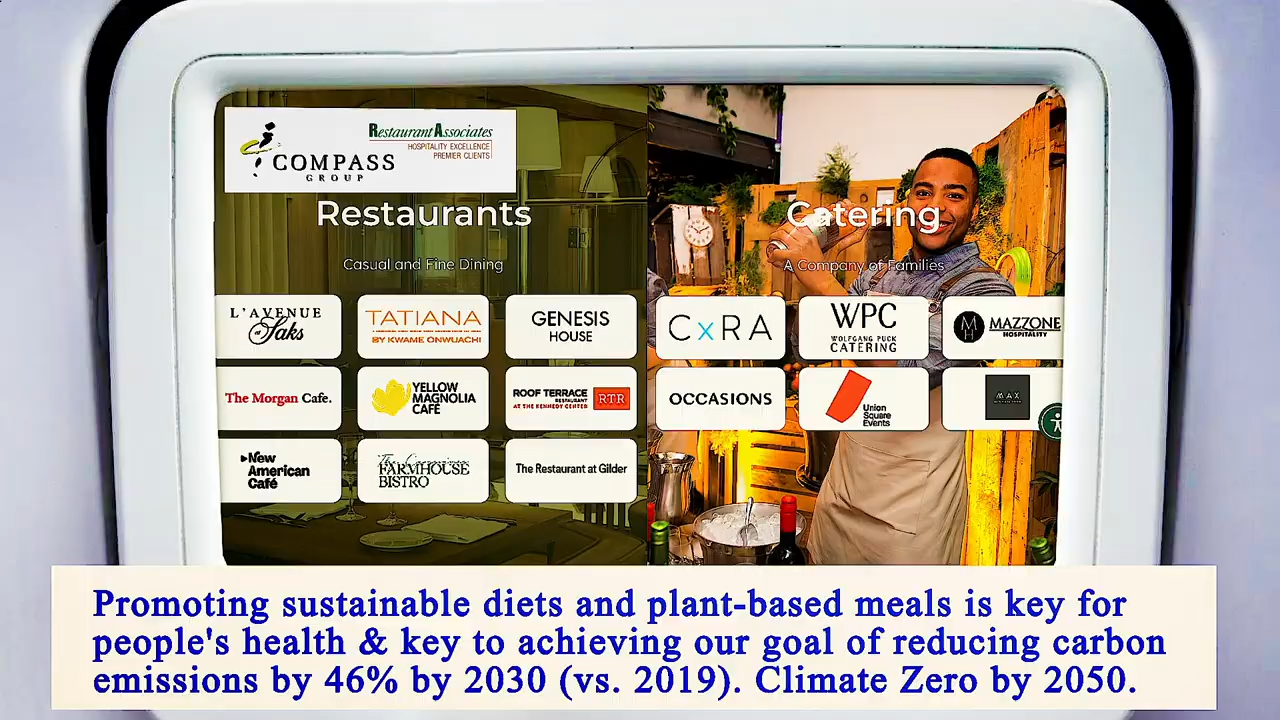 COMPASS
GROUP
Restaurant Associates
HOSPITALITY EXCELLENCE
PREMIER CLIENTS
Restaurants
Casual and Fine Dining
L'AVENUE
Saks
TATIANA
BY KWAME ONWUACHI
GENESIS
HOUSE
The Morgan Cafe.
YELLOW
MAGNOLIA
CAFÉ
ROOF TERRACE
RESTAURANT
AT THE KENNEDY CENTER
RTR
New
American
Café
FARMHOUSE
BISTRO
The Restaurant at Gilder
Catering
A Company of Families
CxRA
WPC
WOLFGANG PUCK
CATERING
MH
MAZZONE
HOSPITALITY
OCCASIONS
Union
Square
Events
MAX
Promoting sustainable diets and plant-based meals is key for
people's health & key to achieving our goal of reducing carbon
emissions by 46% by 2030 (vs. 2019). Climate Zero by 2050.